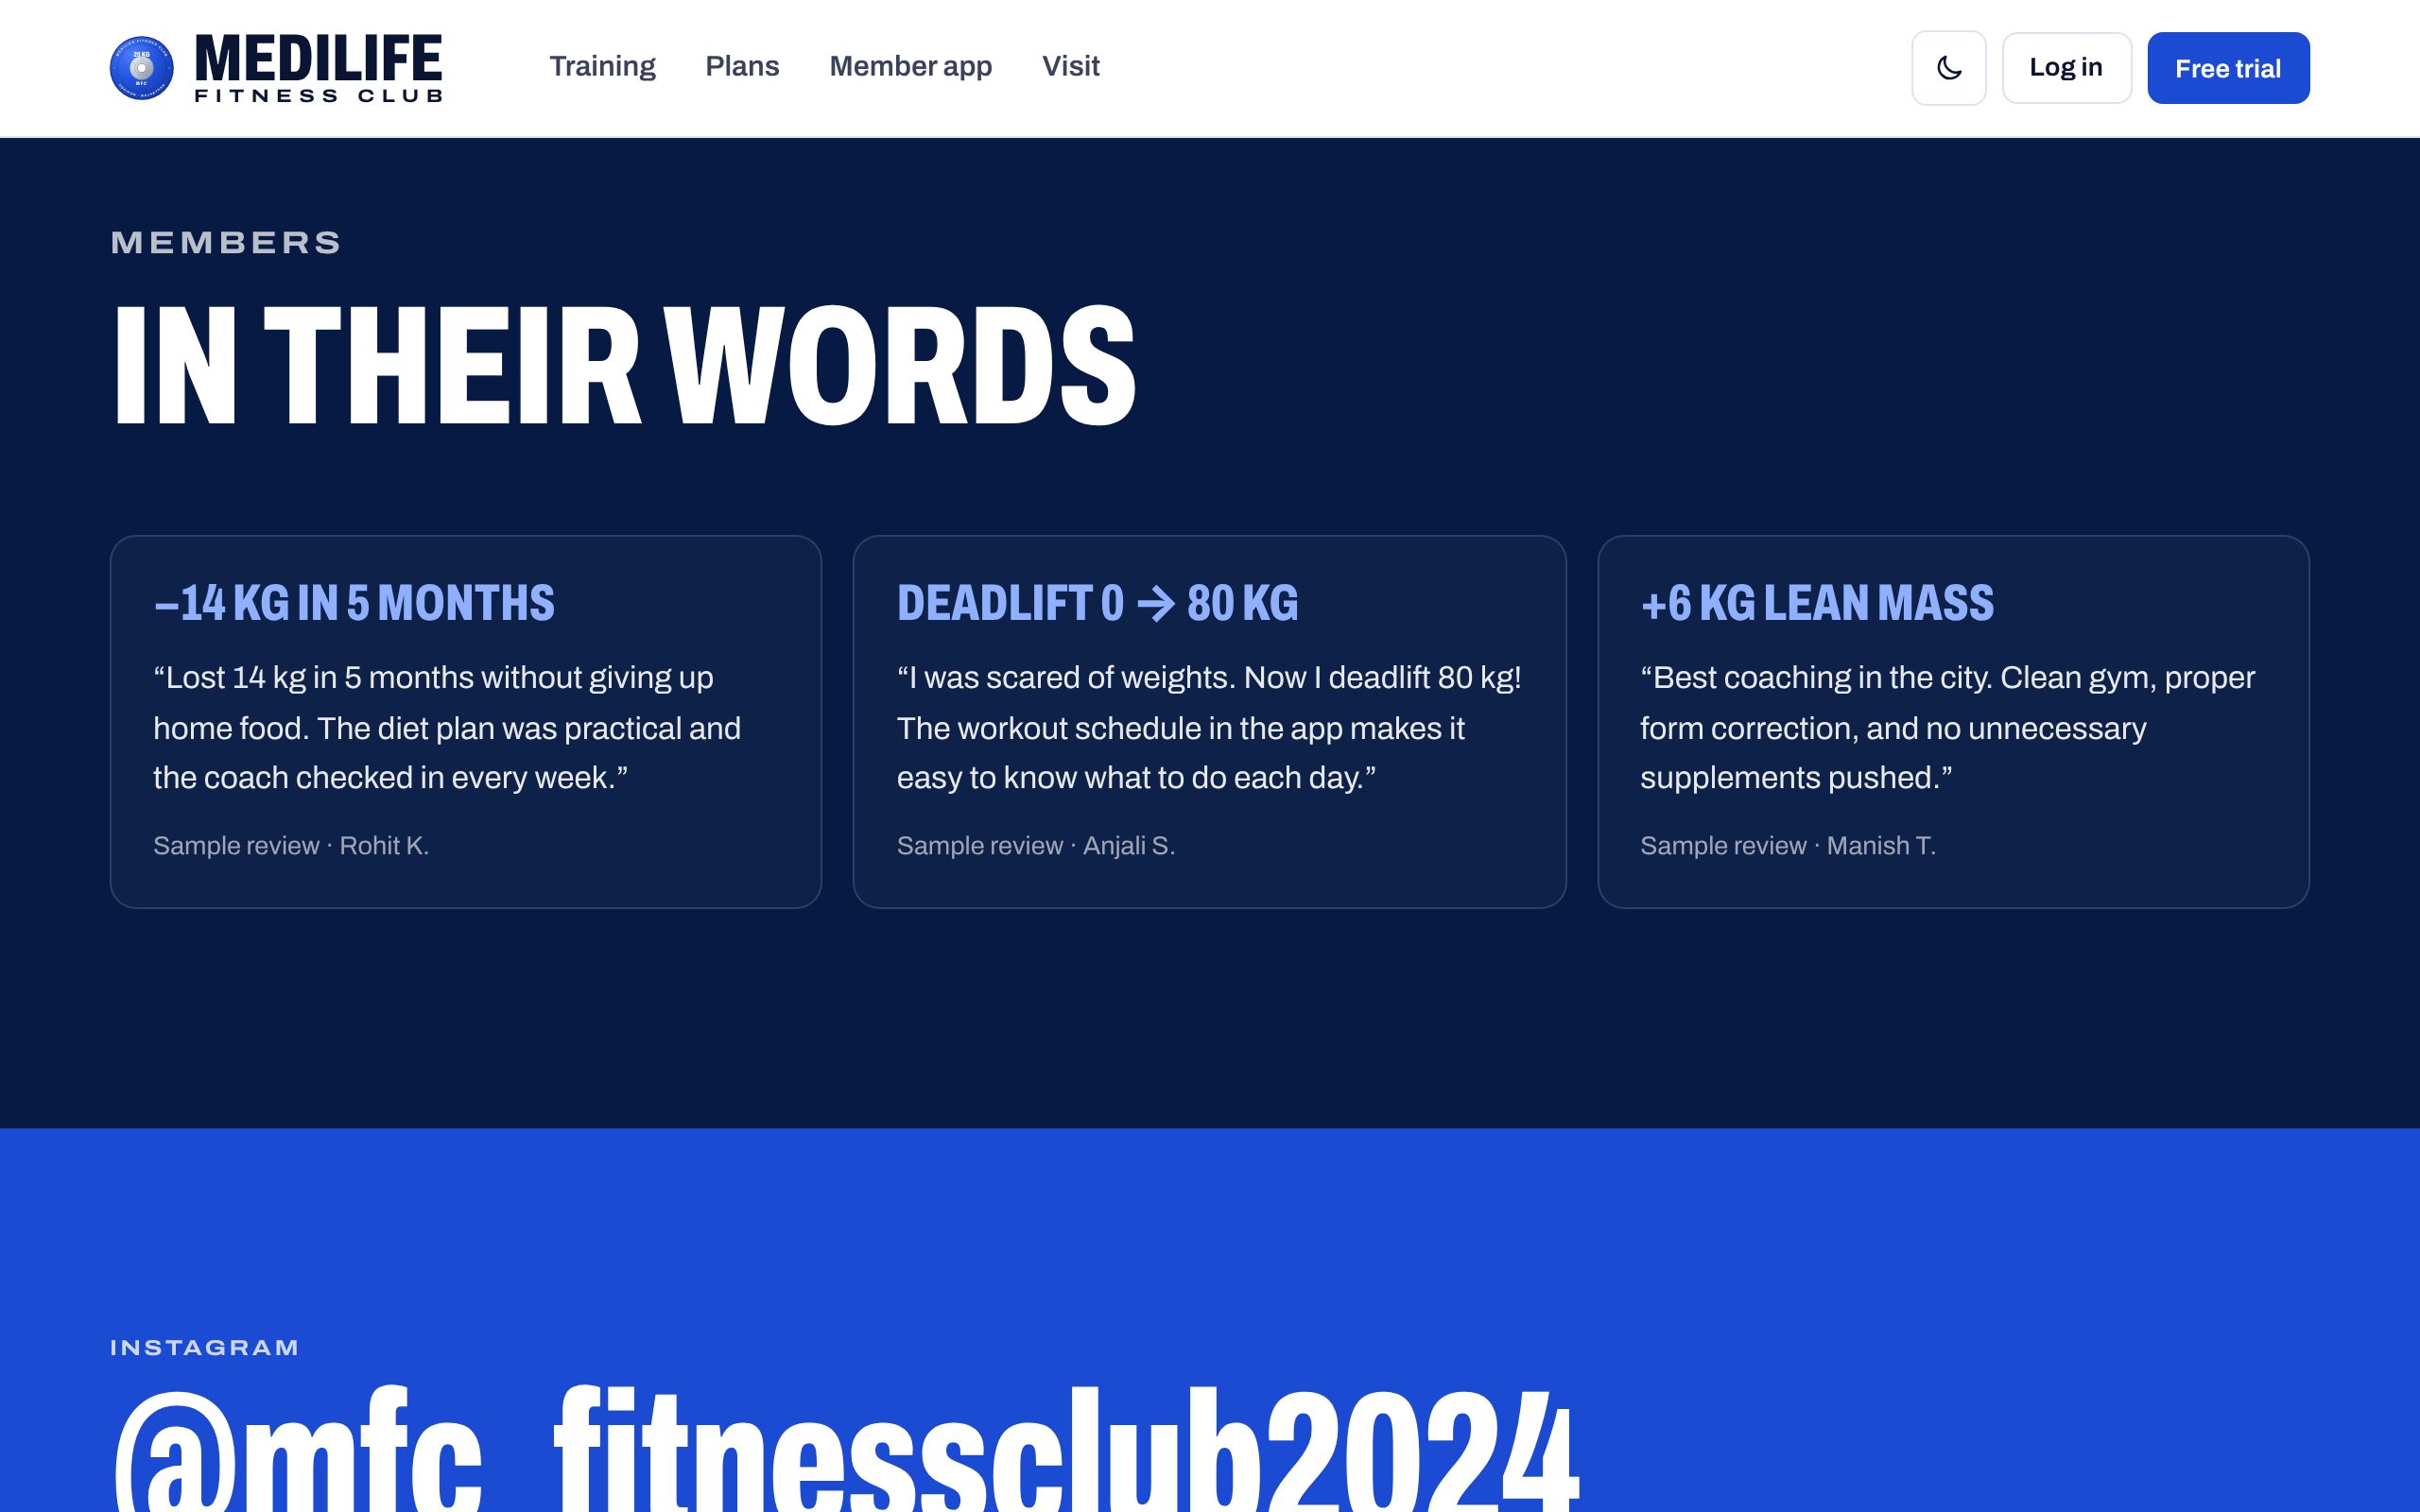 20 KG
MFC
MEDILIFE
FITNESS CLUB
Training
Plans
Member app
Visit
Log in
Free trial
MEMBERS
IN THEIR WORDS
–14 KG IN 5 MONTHS
“Lost 14 kg in 5 months without giving up
home food. The diet plan was practical and
the coach checked in every week.”
Sample review · Rohit K.
DEADLIFT 0 → 80 KG
“I was scared of weights. Now I deadlift 80 kg!
The workout schedule in the app makes it
easy to know what to do each day.”
Sample review · Anjali S.
+6 KG LEAN MASS
“Best coaching in the city. Clean gym, proper
form correction, and no unnecessary
supplements pushed.”
Sample review · Manish T.
INSTAGRAM
@mfc_fitnessclub2024